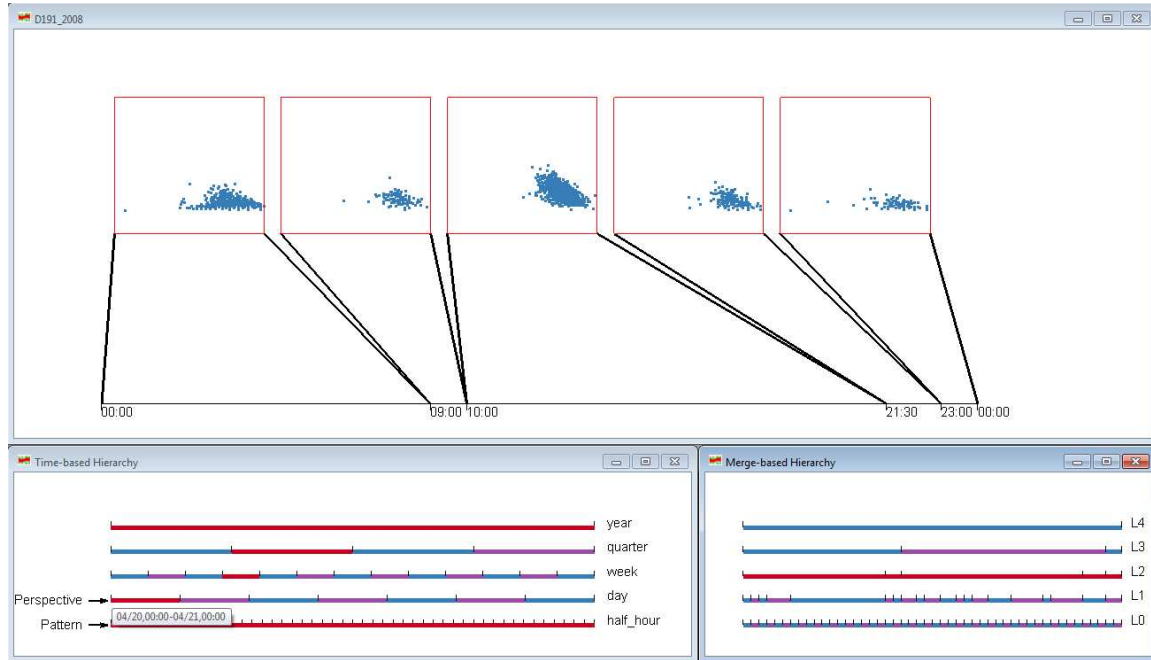 D191_2008
00:00 09:00 10:00 21:30 23:00 00:00
Time-based Hierarchy
year
quarter
week
Perspective day
04/20,00:00-04/21,00:00
Pattern half_hour
Merge-based Hierarchy
L4
L3
L2
L1
L0